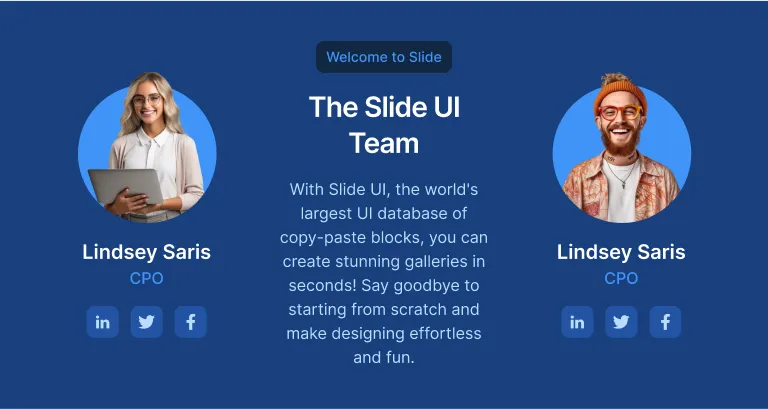 Welcome to Slide
The Slide UI
Team
With Slide UI, the world's
largest UI database of
copy-paste blocks, you can
create stunning galleries in
seconds! Say goodbye to
starting from scratch and
make designing effortless
and fun.
Lindsey Saris
CPO
in
f
Lindsey Saris
CPO
in
f